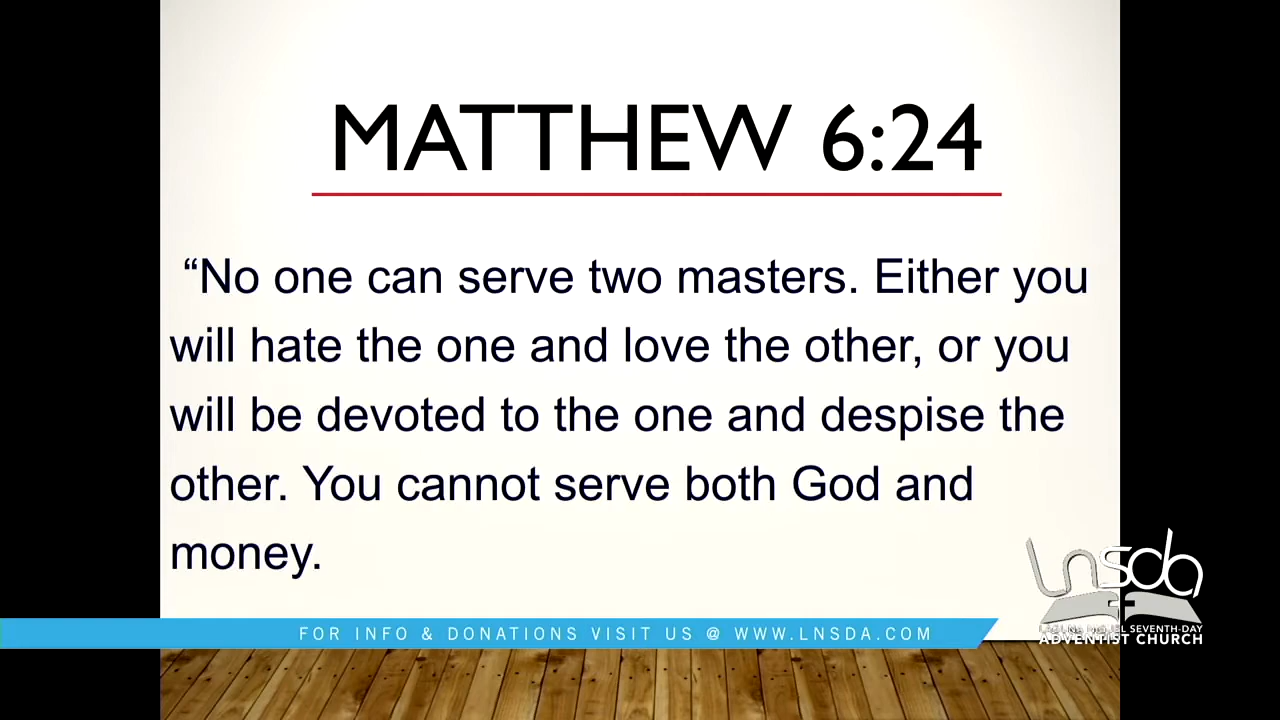 MATTHEW 6:24
“No one can serve two masters. Either you
will hate the one and love the other, or you
will be devoted to the one and despise the
other. You cannot serve both God and
money.
FOR INFO & DONATIONS VISIT US @ WWW.LNSDA.COM
lnsda
SEVENTH-DAY
ADVENTIST CHURCH